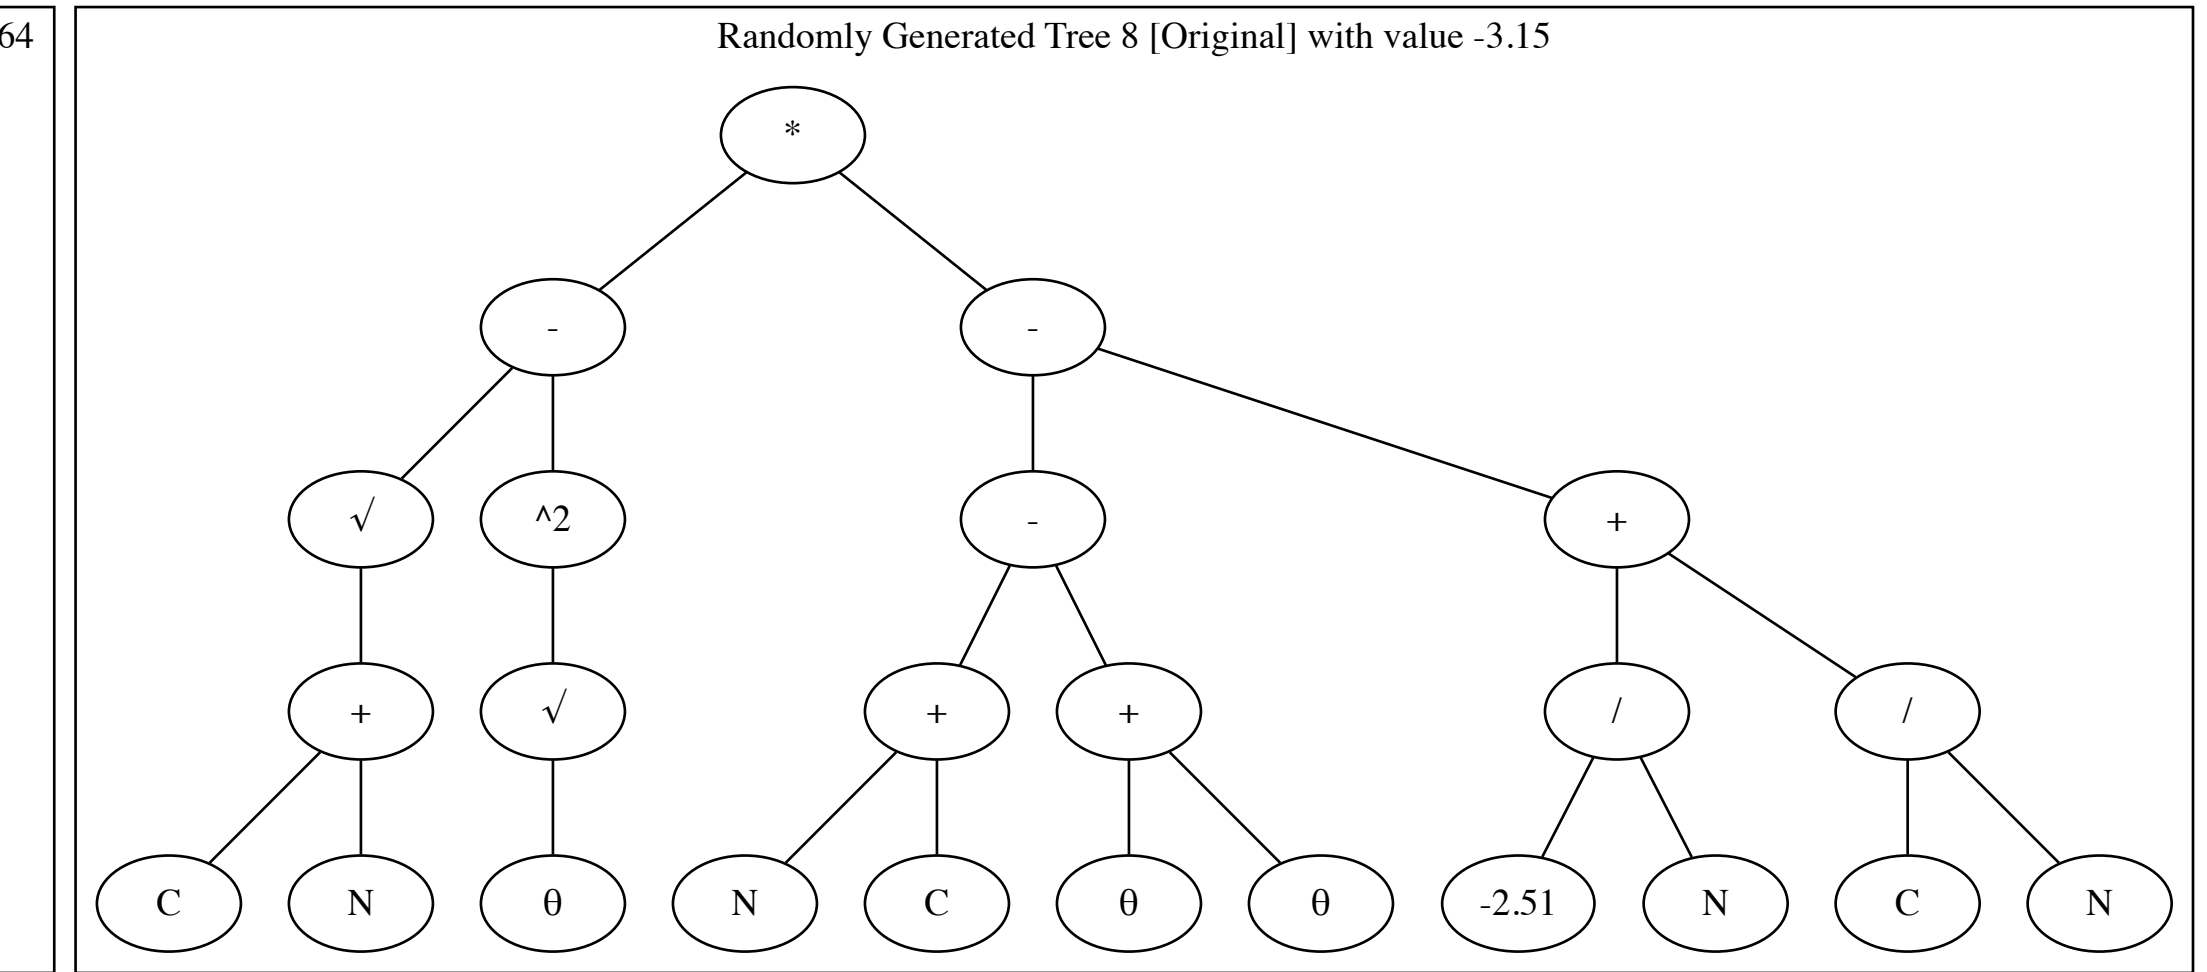 64
Randomly Generated Tree 8 [Original] with value -3.15
*
- -
√ ^2 - +
+ √ + + / /
C N θ N C θ θ -2.51 N C N